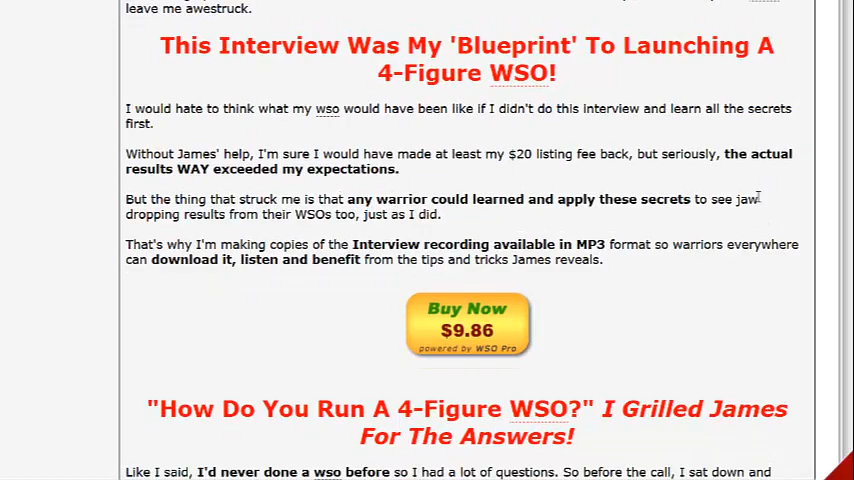 leave me awestruck.
This Interview Was My 'Blueprint' To Launching A
4-Figure WSO!
I would hate to think what my wso would have been like if I didn't do this interview and learn all the secrets
first.
Without James' help, I'm sure I would have made at least my $20 listing fee back, but seriously, the actual
results WAY exceeded my expectations.
But the thing that struck me is that any warrior could learned and apply these secrets to see jaw
dropping results from their WSOs too, just as I did.
That's why I'm making copies of the Interview recording available in MP3 format so warriors everywhere
can download it, listen and benefit from the tips and tricks James reveals.
Buy Now
$9.86
powered by WSO Pro
"How Do You Run A 4-Figure WSO?" I Grilled James
For The Answers!
Like I said, I'd never done a wso before so I had a lot of questions. So before the call, I sat down and